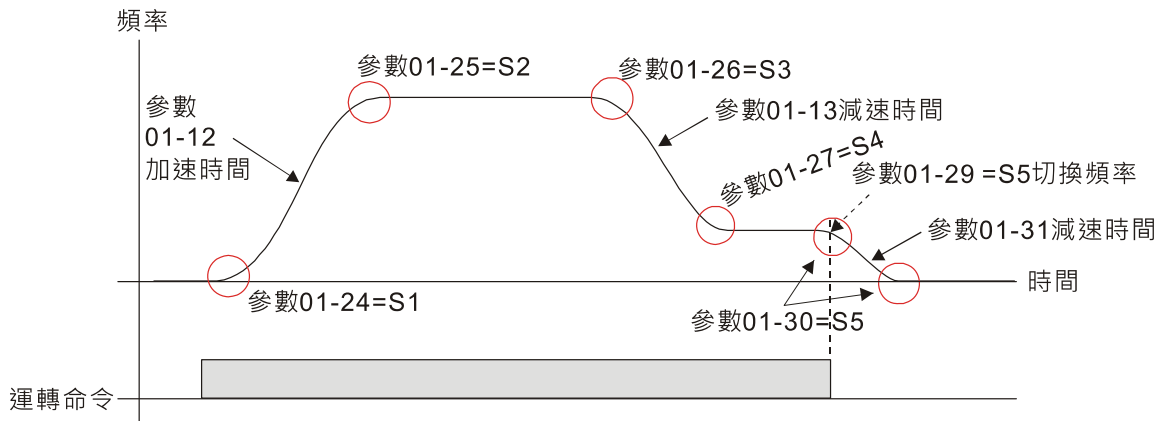 頻率
參數01-25=S2
參數01-26=S3
參數
01-12
加速時間
參數01-13減速時間
參數01-27=S4
參數01-29 =S5切換頻率
參數01-31減速時間
時間
參數01-24=S1
參數01-30=S5
運轉命令